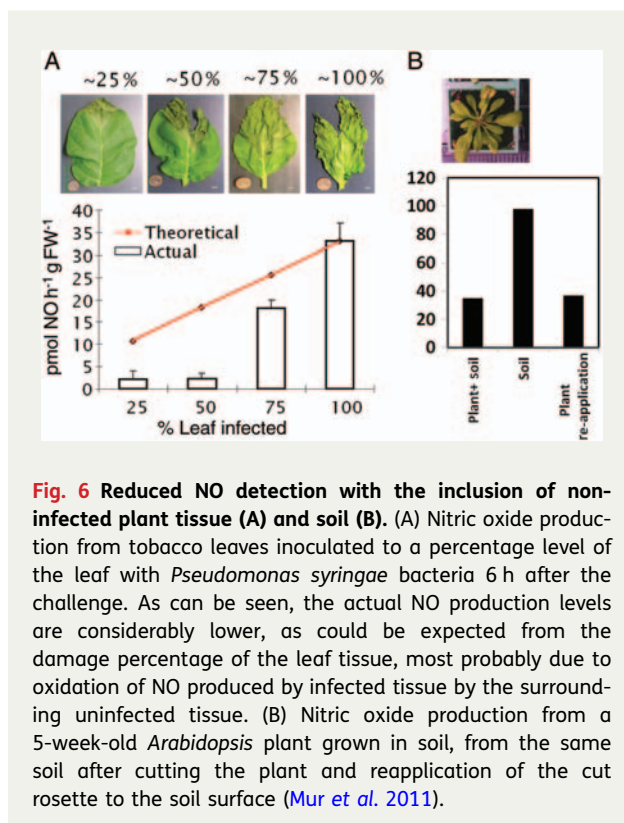 A
B
~25% ~50% ~75% ~100%
40
35
30
25
20
15
10
5
0
pmol NO h-1 g FW-1
Theoretical
Actual
25 50 75 100
% Leaf infected
120
100
80
60
40
20
0
Plant+ soil
Soil
Plant
re-application
Fig. 6 Reduced NO detection with the inclusion of non-
infected plant tissue (A) and soil (B). (A) Nitric oxide produc-
tion from tobacco leaves inoculated to a percentage level of
the leaf with Pseudomonas syringae bacteria 6 h after the
challenge. As can be seen, the actual NO production levels
are considerably lower, as could be expected from the
damage percentage of the leaf tissue, most probably due to
oxidation of NO produced by infected tissue by the surround-
ing uninfected tissue. (B) Nitric oxide production from a
5-week-old Arabidopsis plant grown in soil, from the same
soil after cutting the plant and reapplication of the cut
rosette to the soil surface (Mur et al. 2011).